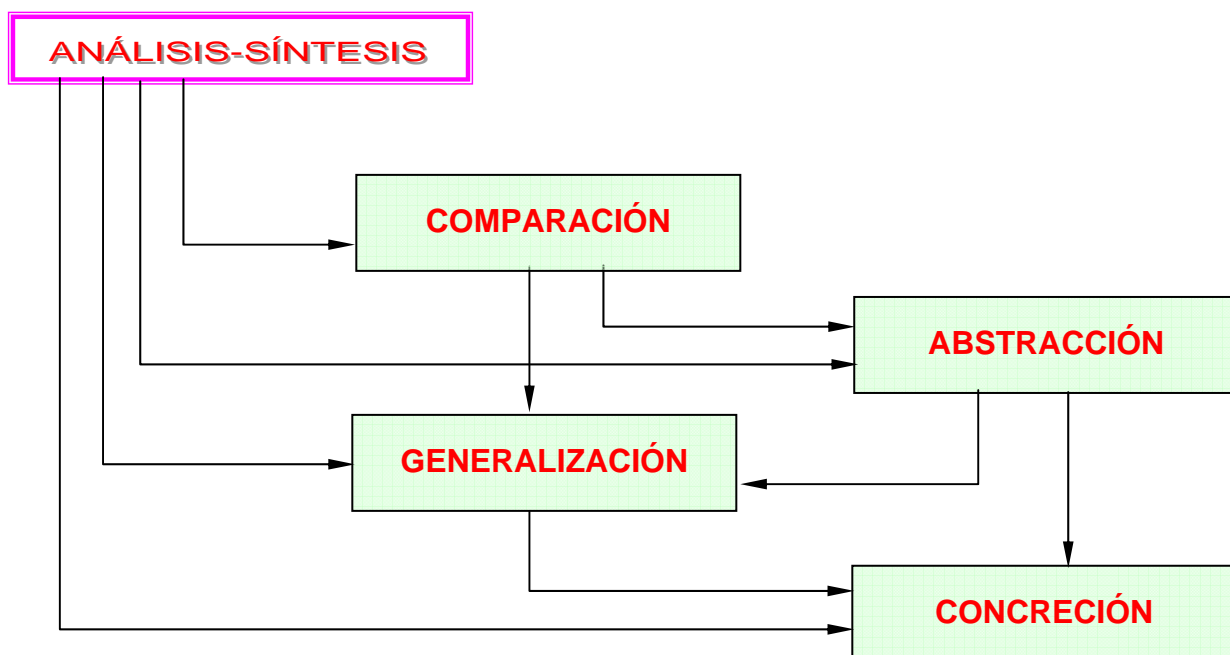 ANÁLISIS-SÍNTESIS
COMPARACIÓN
ABSTRACCIÓN
GENERALIZACIÓN
CONCRECIÓN